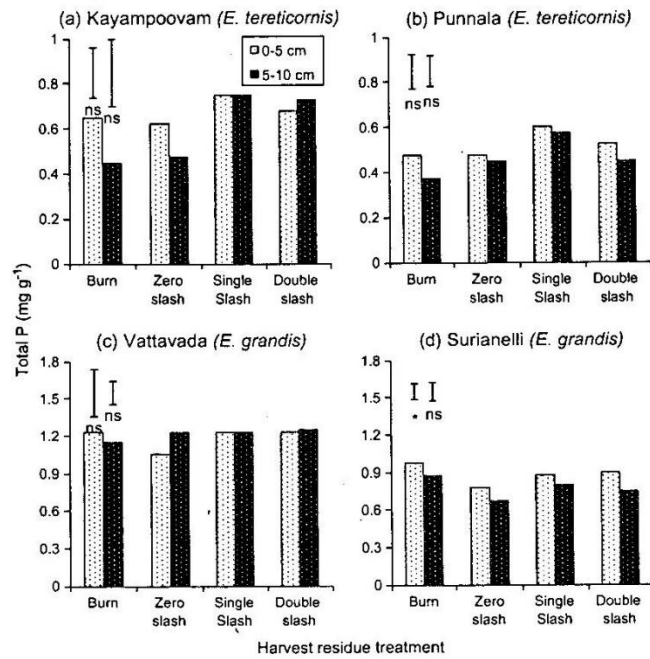 (a) Kayampoovam (E. tereticornis)
0-5 cm
5-10 cm
1
0.8
0.6
0.4
0.2
0
ns
ns
Burn
Zero slash
Single Slash
Double slash
(b) Punnala (E. tereticornis)
1
0.8
0.6
0.4
0.2
0
ns ns
Burn
Zero slash
Single Slash
Double slash
Total P (mg g-1)
(c) Vattavada (E. grandis)
1.8
1.5
1.2
0.9
0.6
0.3
0
ns
ns
Burn
Zero slash
Single Slash
Double slash
(d) Surianelli (E. grandis)
1.8
1.5
1.2
0.9
0.6
0.3
0
* ns
Burn
Zero slash
Single Slash
Double slash
Harvest residue treatment